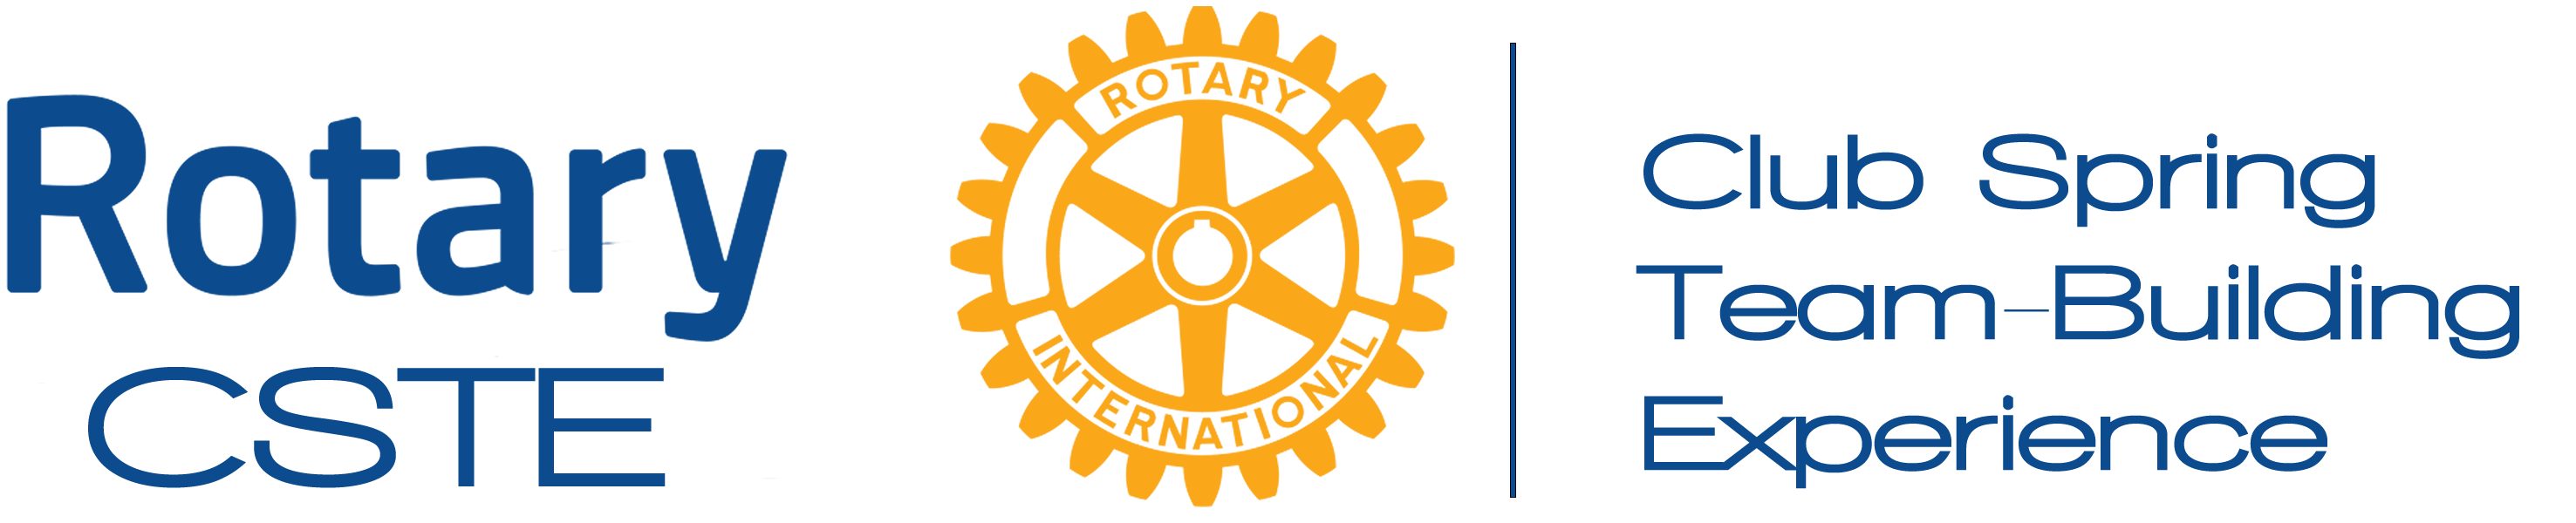 Rotary
CSTE
ROTARY
INTERNATIONAL
Club Spring
Team-Building
Experience